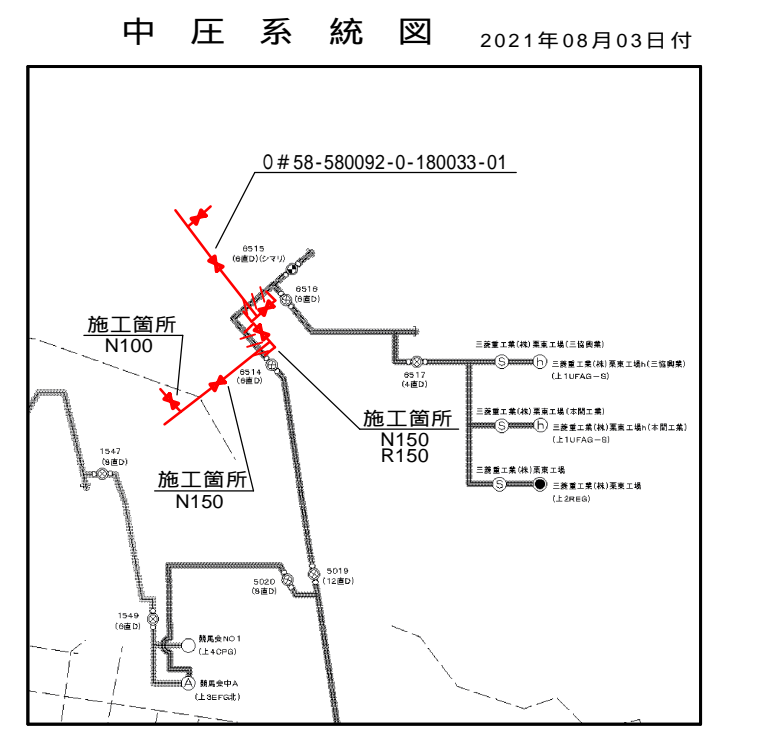 中圧系統図
2021年08月03日付
0#58-580092-0-180033-01
6515
(6直D)(シマリ)
6516
(6直D)
施工箇所
N100
6514
(6直D)
6517
(4直D)
三菱重工業(株)栗東工場(三協興業)
S
h
三菱重工業(株)栗東工場h(三協興業)
(上1UFAG-S)
施工箇所
N150
R150
三菱重工業(株)栗東工場(本間工業)
S
h
三菱重工業(株)栗東工場h(本間工業)
(上1UFAG-S)
1547
(8直D)
施工箇所
N150
三菱重工業(株)栗東工場
S
三菱重工業(株)栗東工場
(上2REG)
5020
(8直D)
5019
(12直D)
1549
(6直D)
競馬会NO1
(上4CPG)
A
競馬会中A
(上3EFG北)